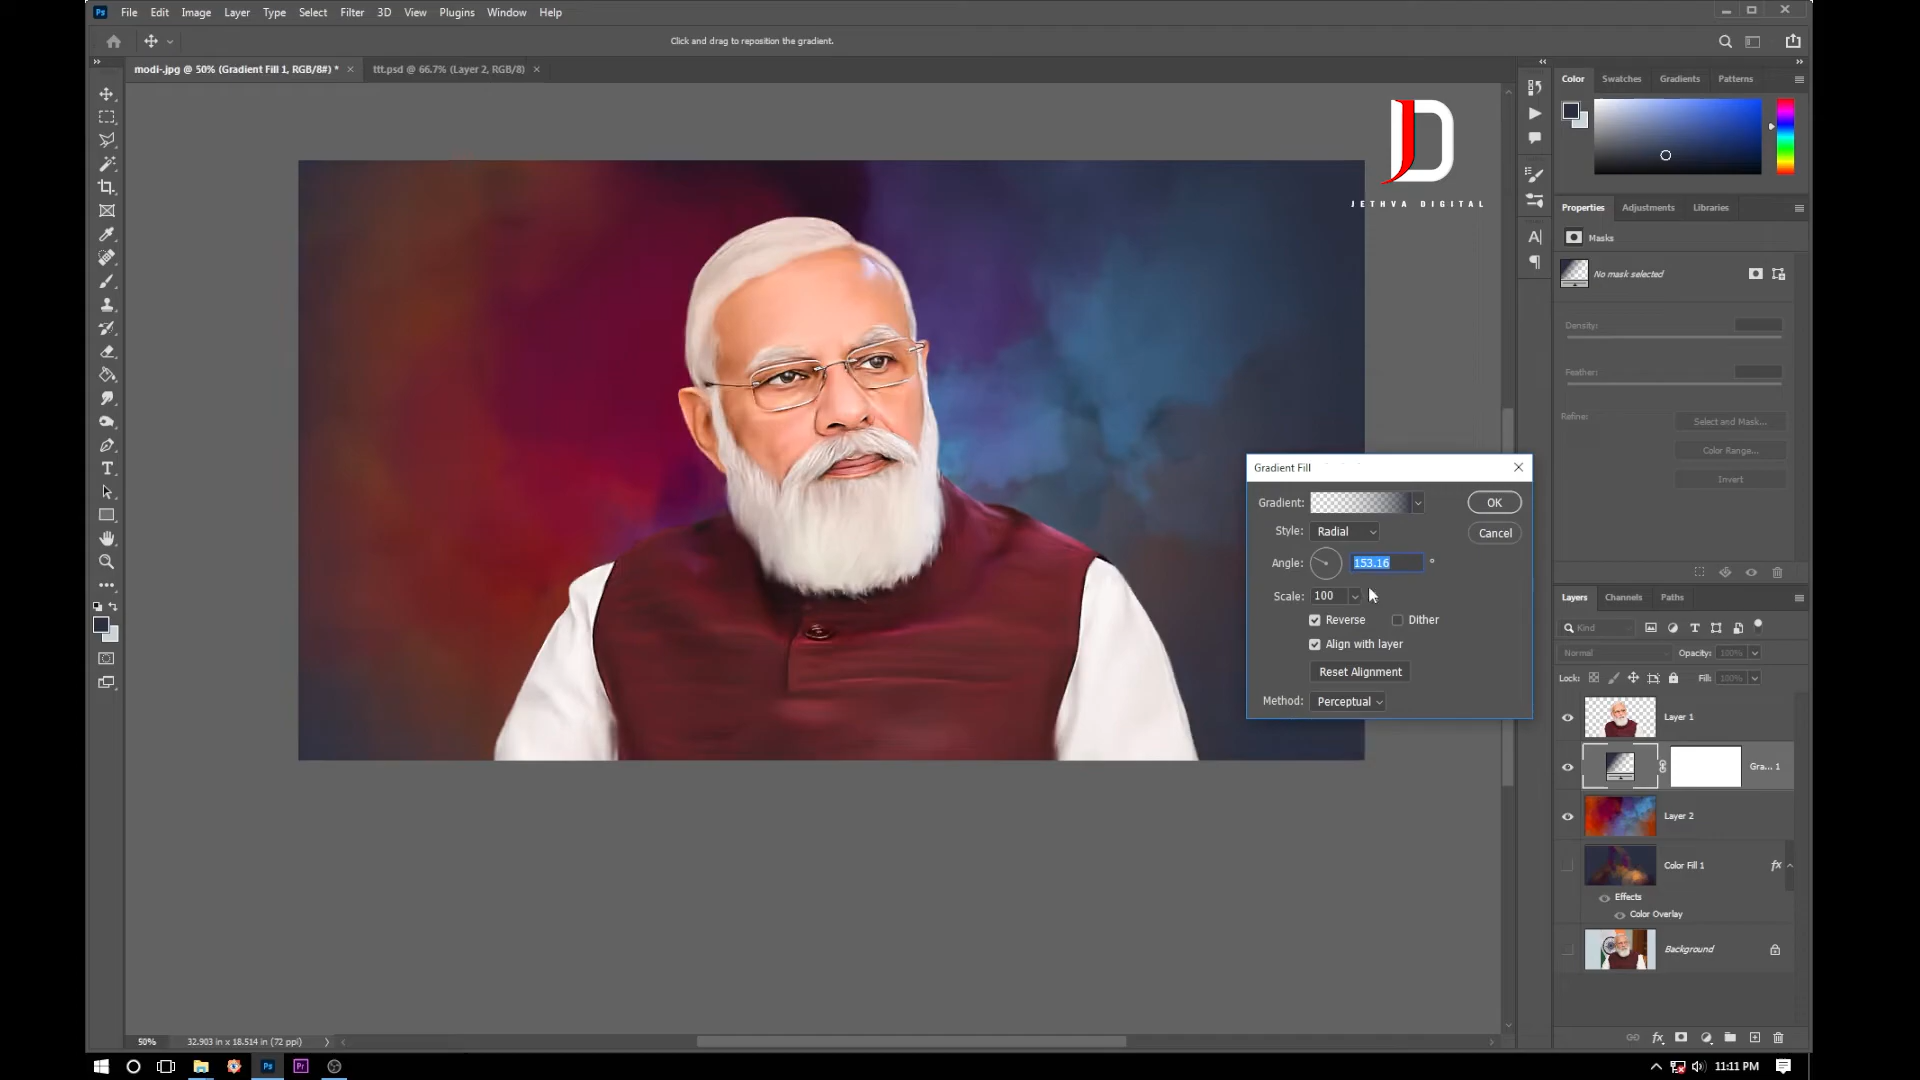 Ps File Edit Image Layer Type Select Filter 3D View Plugins Window Help
Click and drag to reposition the gradient.
modi-.jpg @ 50% (Gradient Fill 1, RGB/8#) * ttt.psd @ 66.7% (Layer 2, RGB/8)
Color Swatches Gradients Patterns
JD
JETHVA DIGITAL
Properties Adjustments Libraries
Masks
No mask selected
Density:
Feather:
Refine:
Select and Mask...
Color Range...
Invert
Gradient Fill
Gradient:
OK
Style: Radial
Cancel
Angle: 153.16 °
Scale: 100
Reverse Dither
Align with layer
Reset Alignment
Method: Perceptual
Layers Channels Paths
Kind
Normal Opacity: 100%
Lock: Fill: 100%
Layer 1
Gra... 1
Layer 2
Color Fill 1 fx
Effects
Color Overlay
Background
50% 32.903 in x 18.514 in (72 ppi)
Ps Pr 11:11 PM